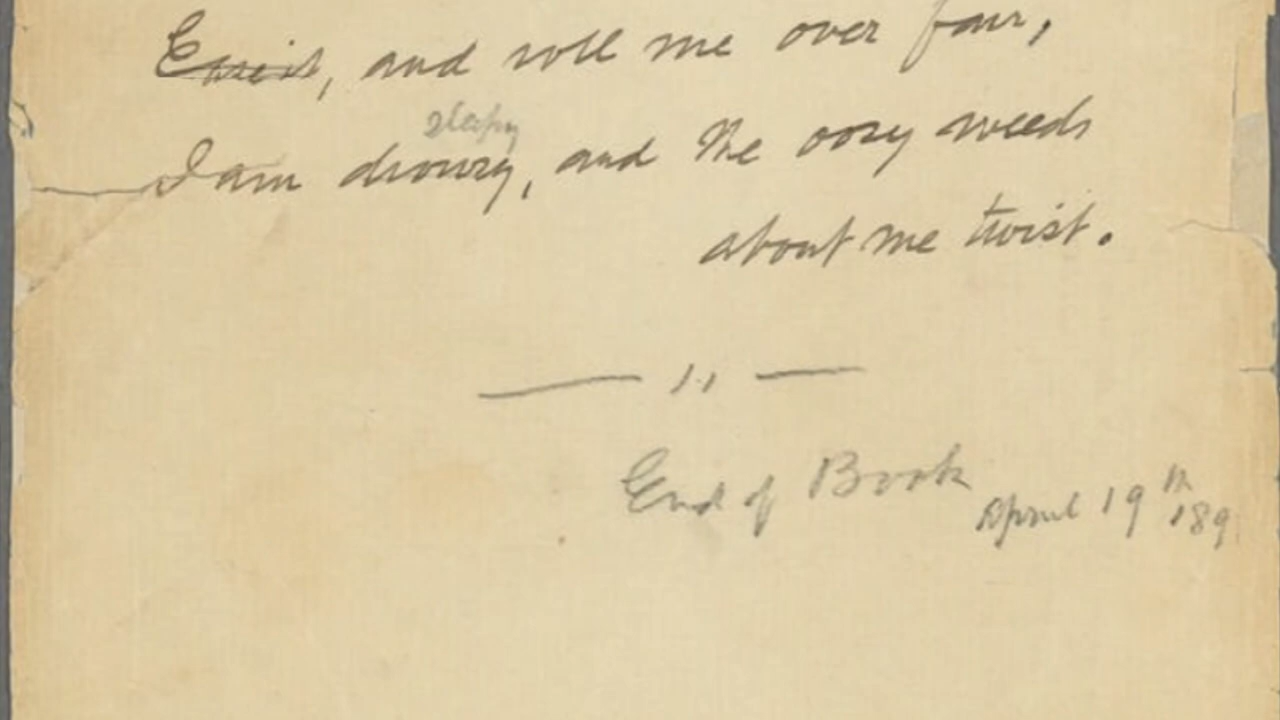 , and roll me over fair,
sleepy
I am drowsy, and the oozy weeds
about me twist.
End of Book
April 19th
189